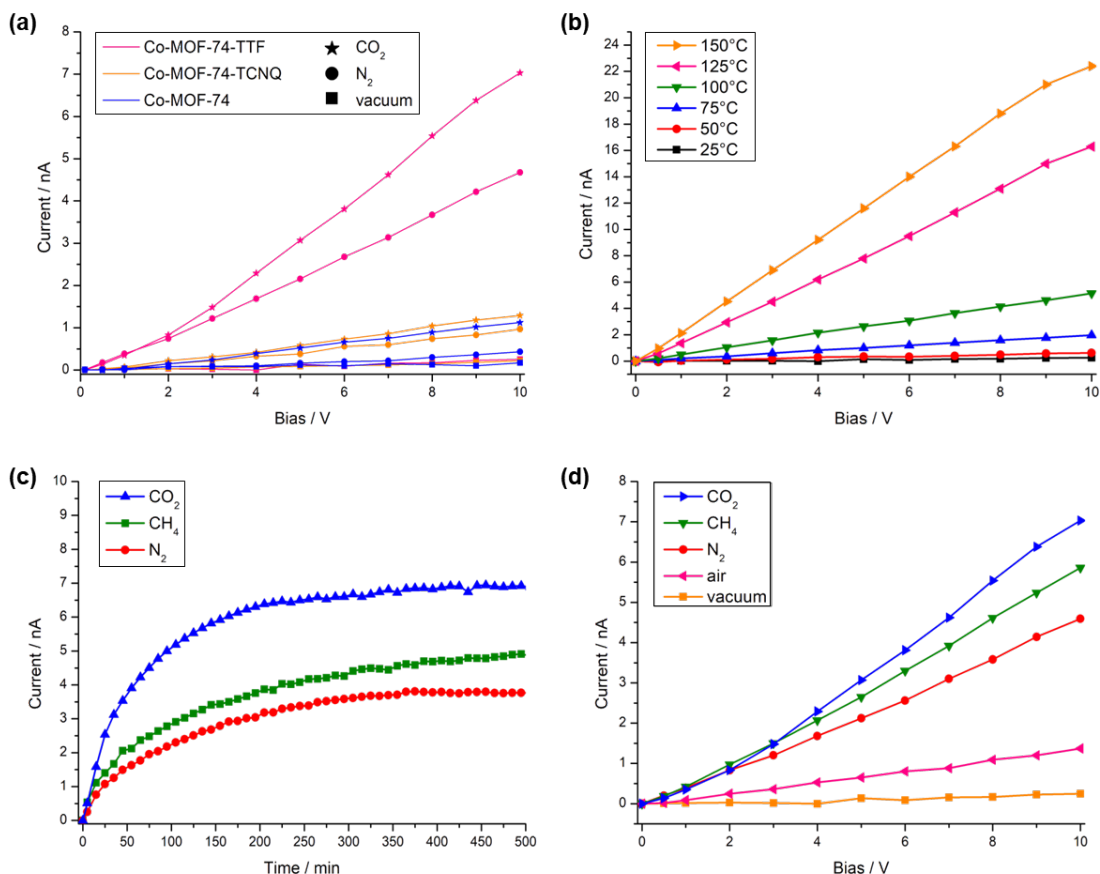 (a)
Co-MOF-74-TTF
Co-MOF-74-TCNQ
Co-MOF-74
CO₂
N₂
vacuum
8
7
6
5
4
3
2
1
0
Current / nA
0 2 4 6 8 10
Bias / V
(b)
150°C
125°C
100°C
75°C
50°C
25°C
24
22
20
18
16
14
12
10
8
6
4
2
0
Current / nA
0 2 4 6 8 10
Bias / V
(c)
CO₂
CH₄
N₂
10
9
8
7
6
5
4
3
2
1
0
Current / nA
0 50 100 150 200 250 300 350 400 450 500
Time / min
(d)
CO₂
CH₄
N₂
air
vacuum
8
7
6
5
4
3
2
1
0
Current / nA
0 2 4 6 8 10
Bias / V